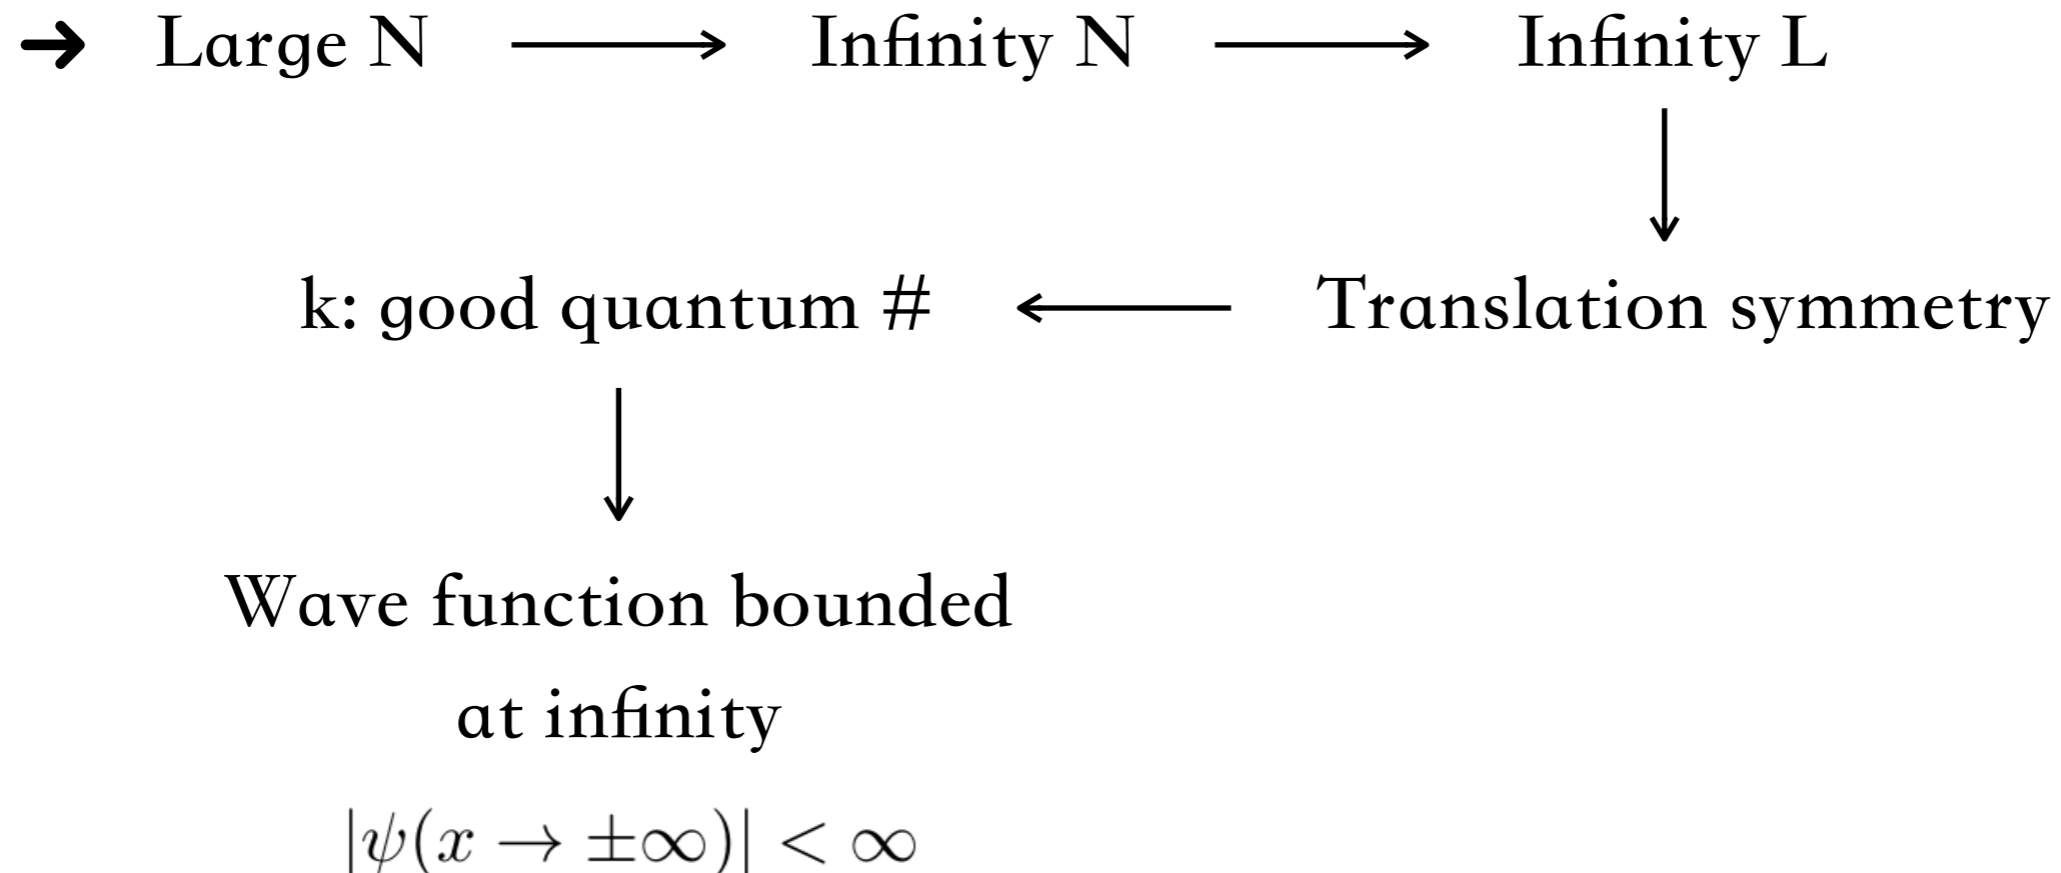 ➔ Large N ⟶ Infinity N ⟶ Infinity L
k: good quantum # ⟵ Translation symmetry
Wave function bounded
at infinity
|ψ(x → ±∞)| < ∞